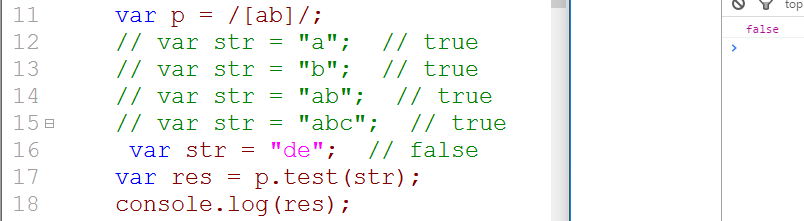 11 var p = /[ab]/;
12 // var str = "a"; // true
13 // var str = "b"; // true
14 // var str = "ab"; // true
15 // var str = "abc"; // true
16 var str = "de"; // false
17 var res = p.test(str);
18 console.log(res);
top
false